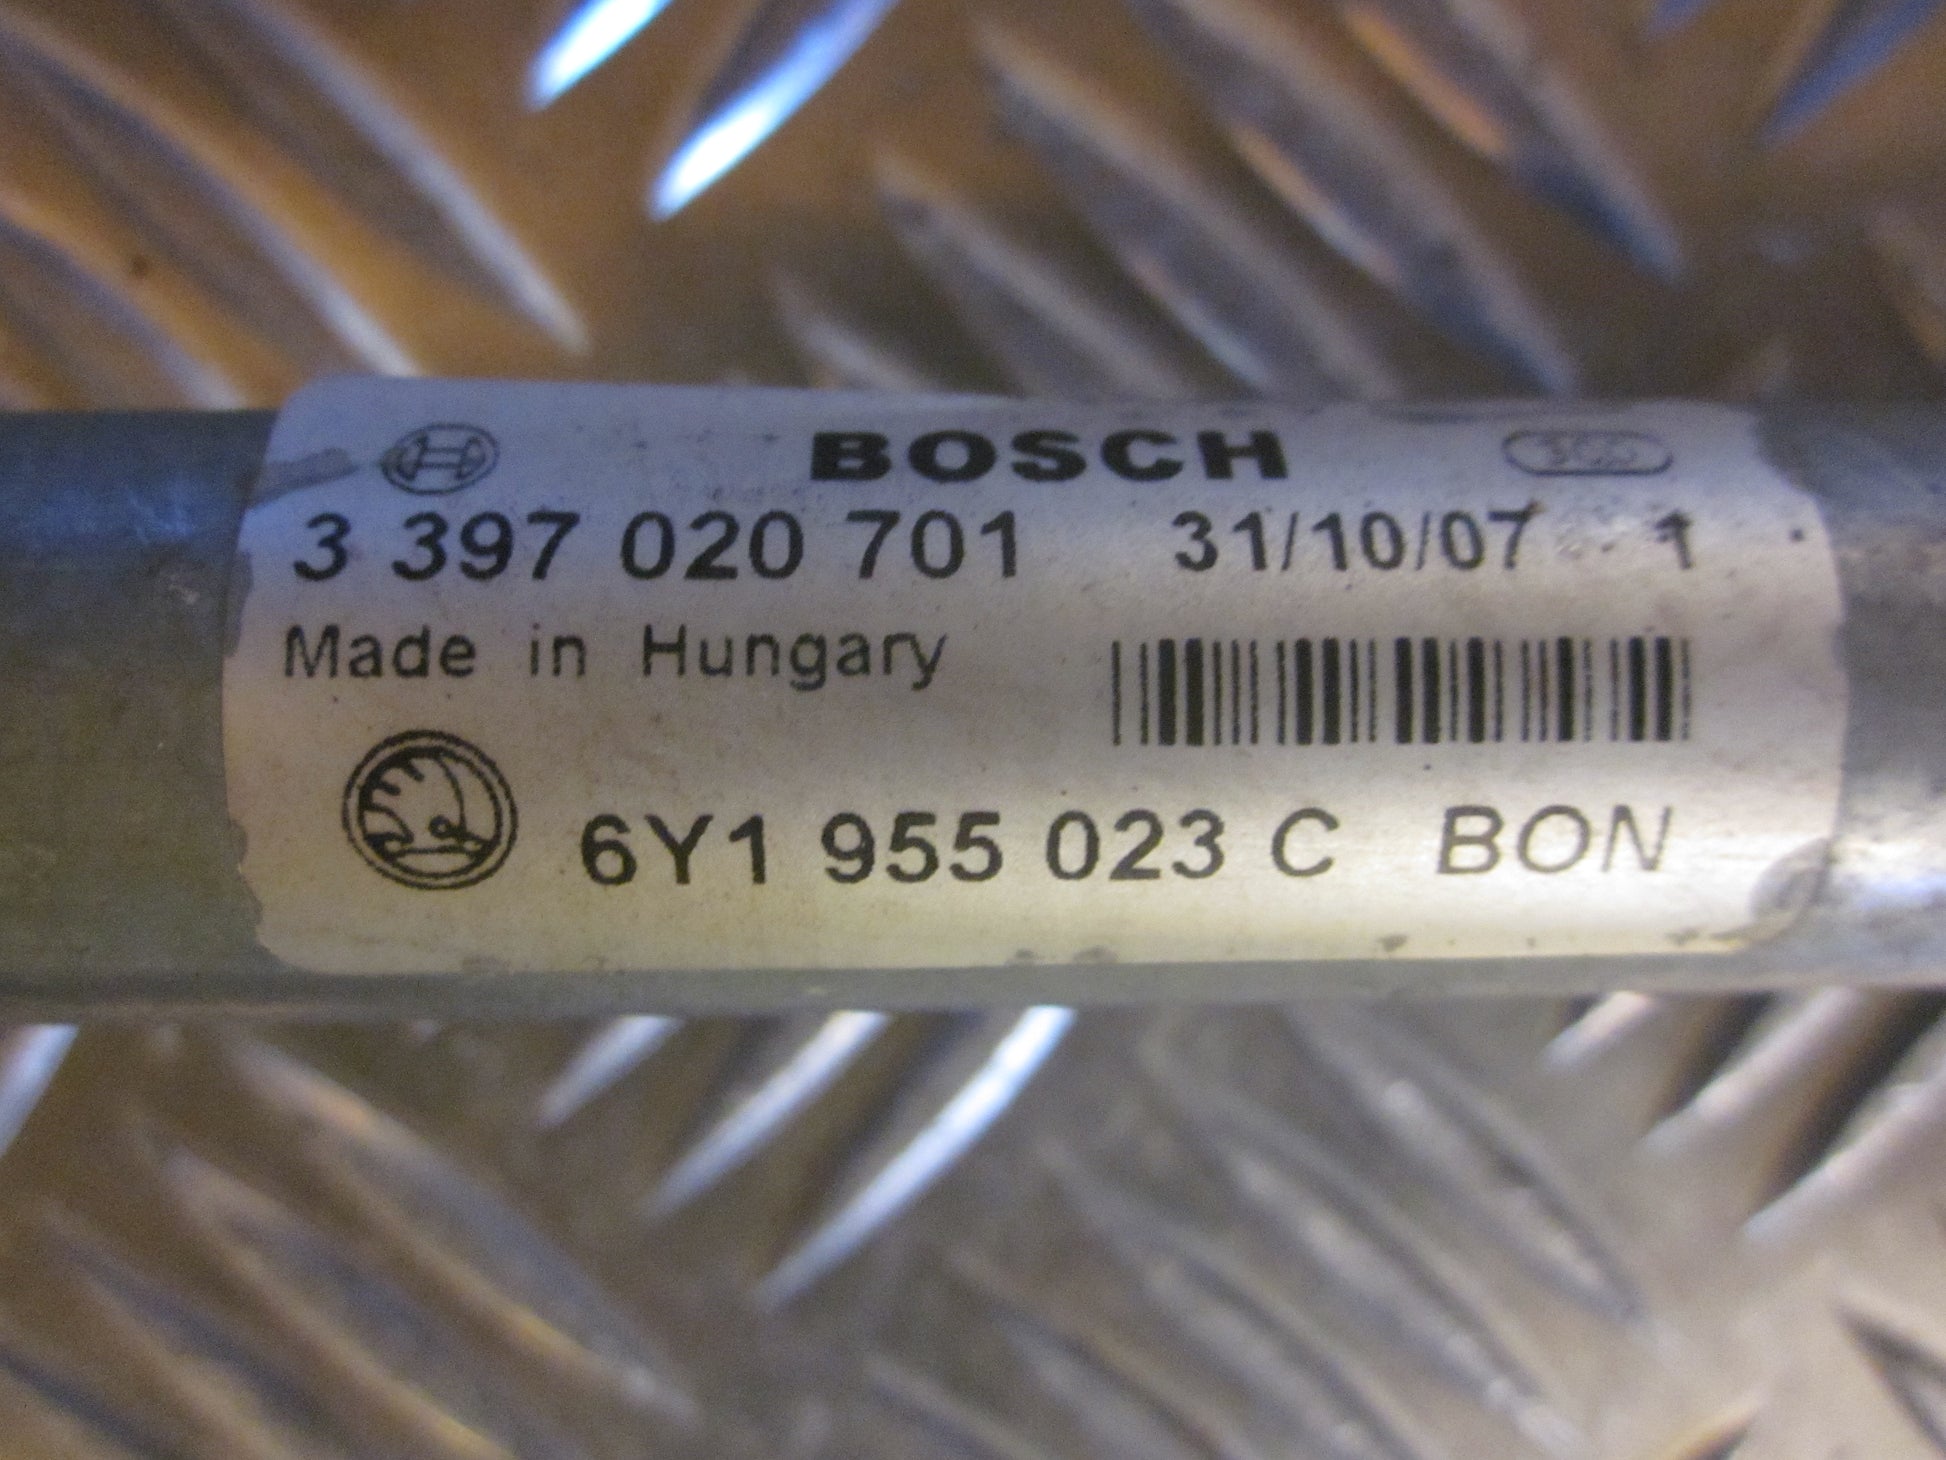 BOSCH
3 397 020 701 31/10/07 1
Made in Hungary
6Y1 955 023 C BON